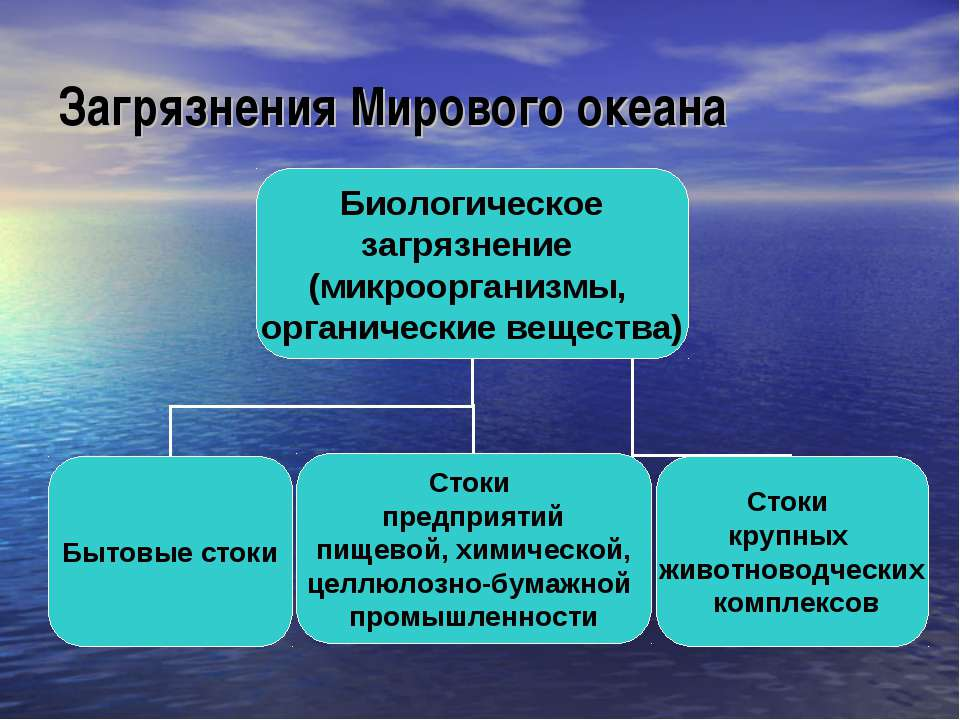 Загрязнения Мирового океана
Биологическое
загрязнение
(микроорганизмы,
органические вещества)
Бытовые стоки
Стоки
предприятий
пищевой, химической,
целлюлозно-бумажной
промышленности
Стоки
крупных
животноводческих
комплексов